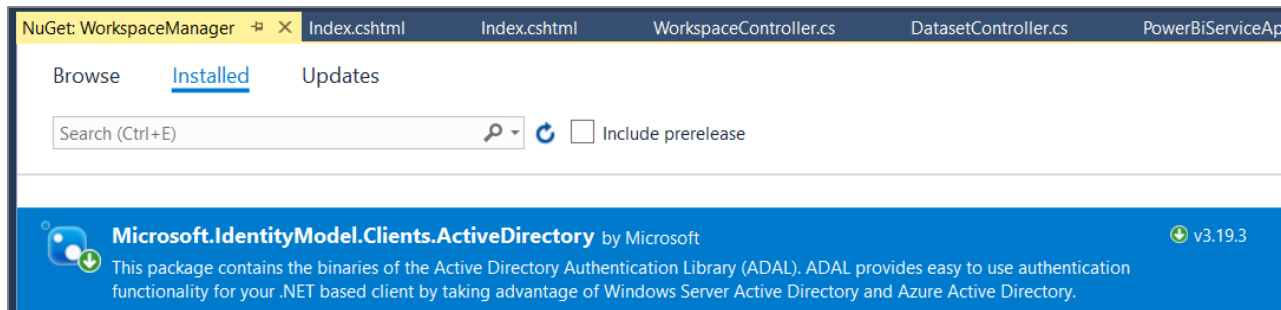 NuGet: WorkspaceManager Index.cshtml Index.cshtml WorkspaceController.cs DatasetController.cs PowerBiServiceAp
Browse Installed Updates
Search (Ctrl+E) Include prerelease
Microsoft.IdentityModel.Clients.ActiveDirectory by Microsoft v3.19.3
This package contains the binaries of the Active Directory Authentication Library (ADAL). ADAL provides easy to use authentication
functionality for your .NET based client by taking advantage of Windows Server Active Directory and Azure Active Directory.